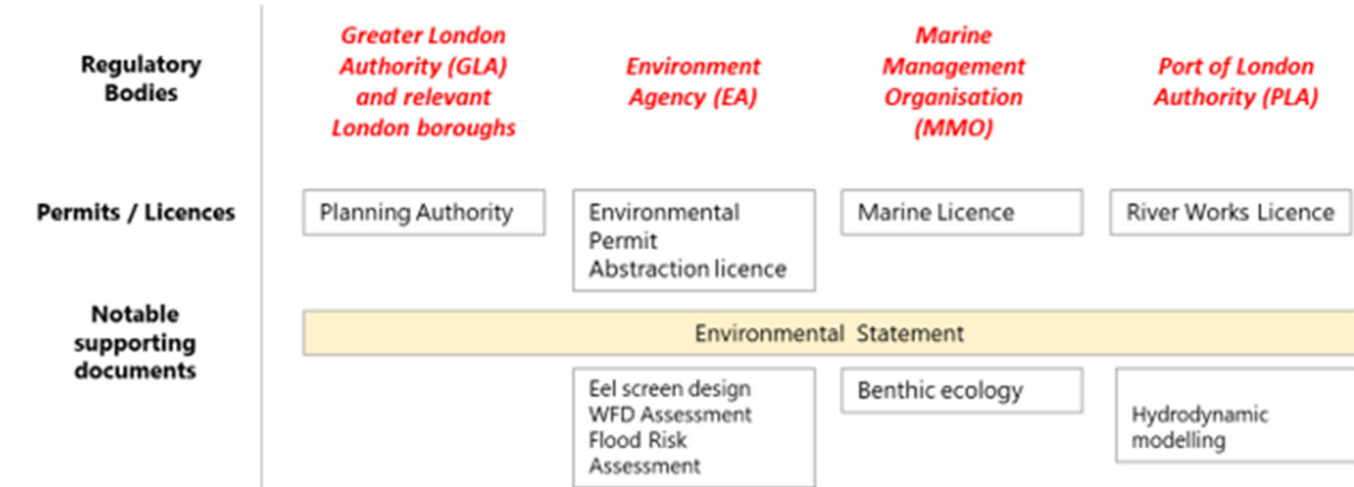 Regulatory
Bodies
Greater London
Authority (GLA)
and relevant
London boroughs
Environment
Agency (EA)
Marine
Management
Organisation
(MMO)
Port of London
Authority (PLA)
Permits / Licences
Planning Authority
Environmental
Permit
Abstraction licence
Marine Licence
River Works Licence
Notable
supporting
documents
Environmental Statement
Eel screen design
WFD Assessment
Flood Risk
Assessment
Benthic ecology
Hydrodynamic
modelling